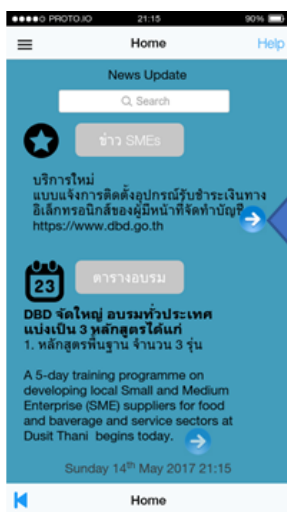 PROTO.IO 21:15 90%
Home Help
News Update
Search
ข่าว SMEs
บริการใหม่
แบบแจ้งการติดตั้งอุปกรณ์รับชำระเงินทาง
อิเล็กทรอนิกส์ของผู้มีหน้าที่จัดทำบัญชี
https://www.dbd.go.th
23
ตารางอบรม
DBD จัดใหญ่ อบรมทั่วประเทศ
แบ่งเป็น 3 หลักสูตรได้แก่
1. หลักสูตรพื้นฐาน จำนวน 3 รุ่น
A 5-day training programme on
developing local Small and Medium
Enterprise (SME) suppliers for food
and baverage and service sectors at
Dusit Thani begins today.
Sunday 14th May 2017 21:15
Home